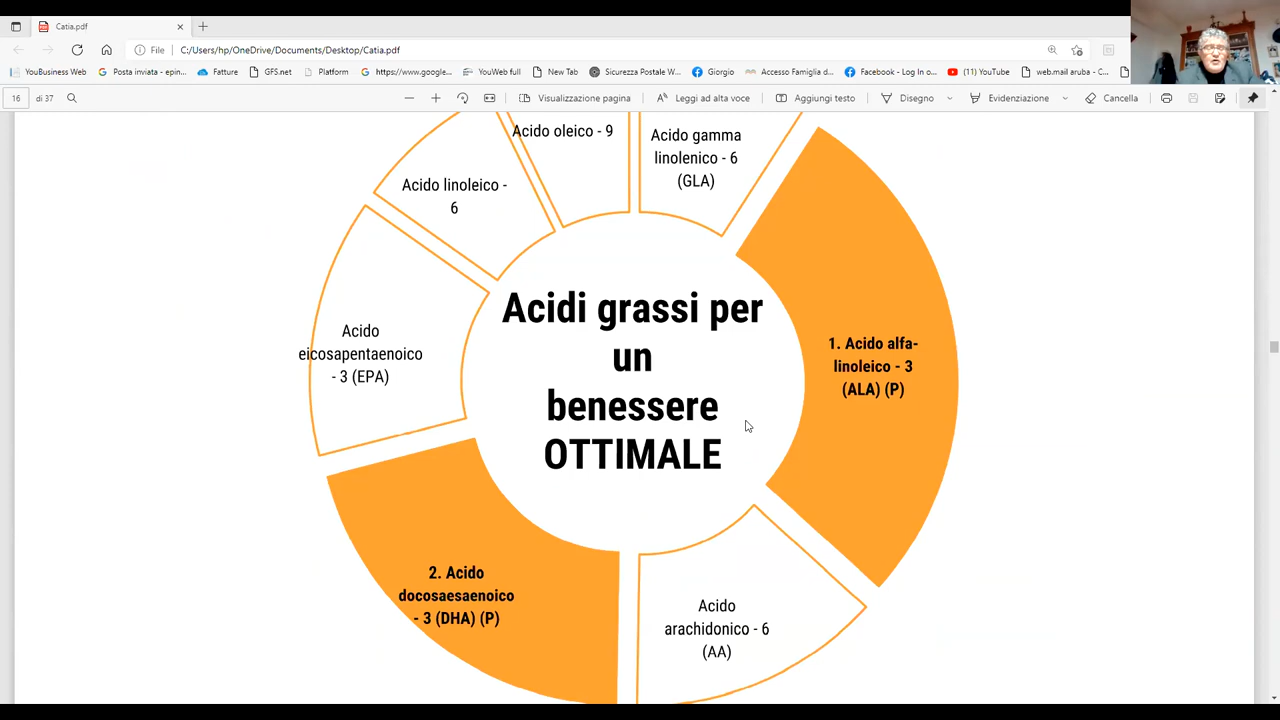 Catia.pdf
File
C:/Users/hp/OneDrive/Documents/Desktop/Catia.pdf
YouBusiness Web
Posta inviata - epin...
Fatture
GFS.net
Platform
https://www.google...
YouWeb full
New Tab
Sicurezza Postale W...
Giorgio
Accesso Famiglia d...
Facebook - Log In o...
(11) YouTube
web.mail aruba - C...
16 di 37
Visualizzazione pagina
Leggi ad alta voce
Aggiungi testo
Disegno
Evidenziazione
Cancella
Acido oleico - 9
Acido gamma
linolenico - 6
(GLA)
Acido linoleico -
6
Acidi grassi per
un
benessere
OTTIMALE
Acido
eicosapentaenoico
- 3 (EPA)
1. Acido alfa-
linoleico - 3
(ALA) (P)
2. Acido
docosaesaenoico
- 3 (DHA) (P)
Acido
arachidonico - 6
(AA)